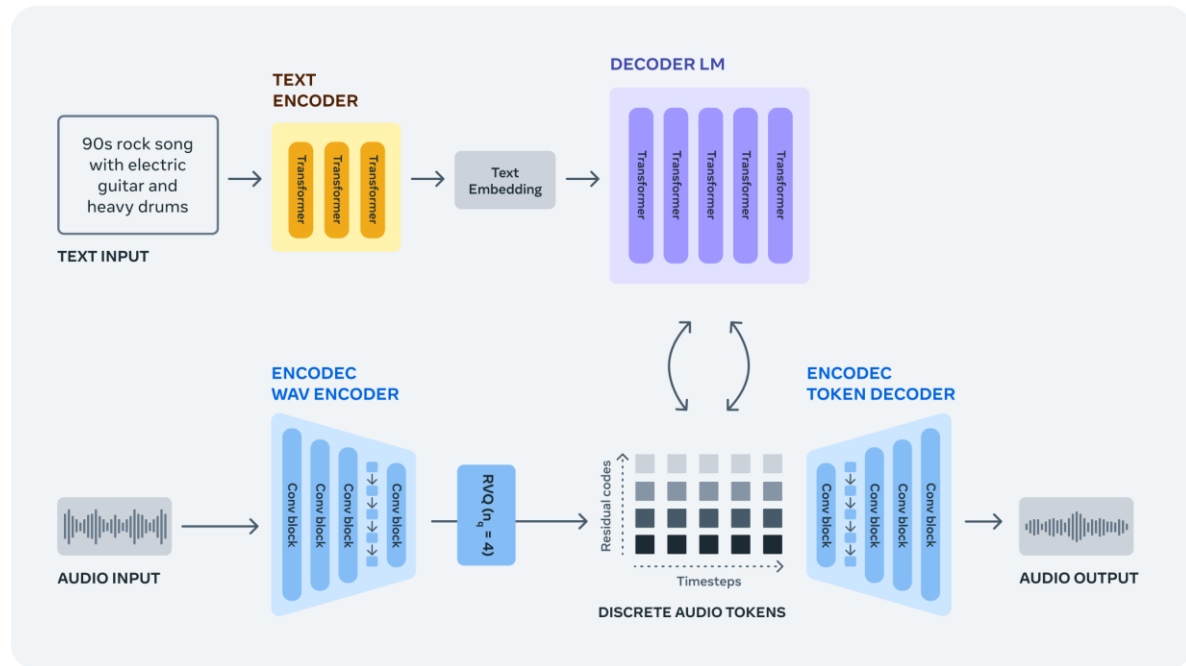 TEXT
ENCODER
DECODER LM
90s rock song
with electric
guitar and
heavy drums
TEXT INPUT
Transformer
Transformer
Transformer
Text
Embedding
Transformer
Transformer
Transformer
Transformer
Transformer
ENCODEC
WAV ENCODER
ENCODEC
TOKEN DECODER
AUDIO INPUT
Conv block
Conv block
Conv block
Conv block
RVQ (nq = 4)
Residual codes
Timesteps
DISCRETE AUDIO TOKENS
Conv block
Conv block
Conv block
Conv block
AUDIO OUTPUT